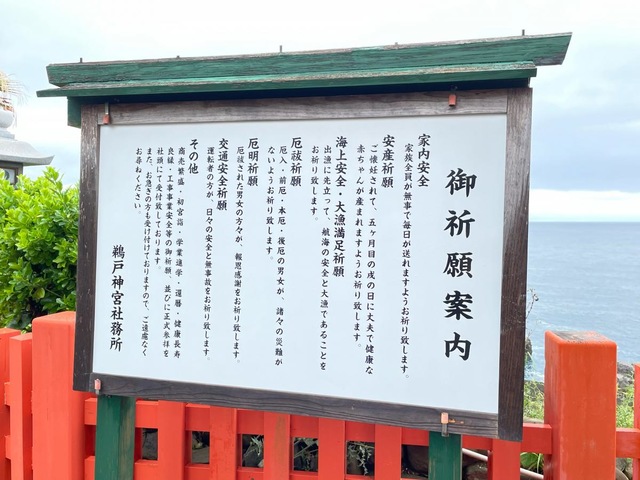 御祈願案内
家内安全
家族全員が無事で毎日が送れますようお祈り致します。
安産祈願
ご懐妊されて、五ヶ月目の戌の日に丈夫で健康な
赤ちゃんが産まれますようお祈り致します。
海上安全・大漁満足祈願
出漁に先立って、航海の安全と大漁であることを
お祈り致します。
厄祓祈願
厄入・前厄・本厄・後厄の男女が、諸々の災難が
ないようお祈り致します。
厄明祈願
厄祓された男女の方々が、報恩感謝をお祈り致します。
交通安全祈願
運転者の方が、日々の安全と無事故をお祈り致します。
その他
商売繁盛・初宮詣・学業進学・還暦・健康長寿
良縁・工事事業安全等の御祈願、並びに正式参拝を
社頭にて受付致しております。
また、お急ぎの方も受け付けておりますので、ご遠慮なく
お尋ねください。
鵜戸神宮社務所